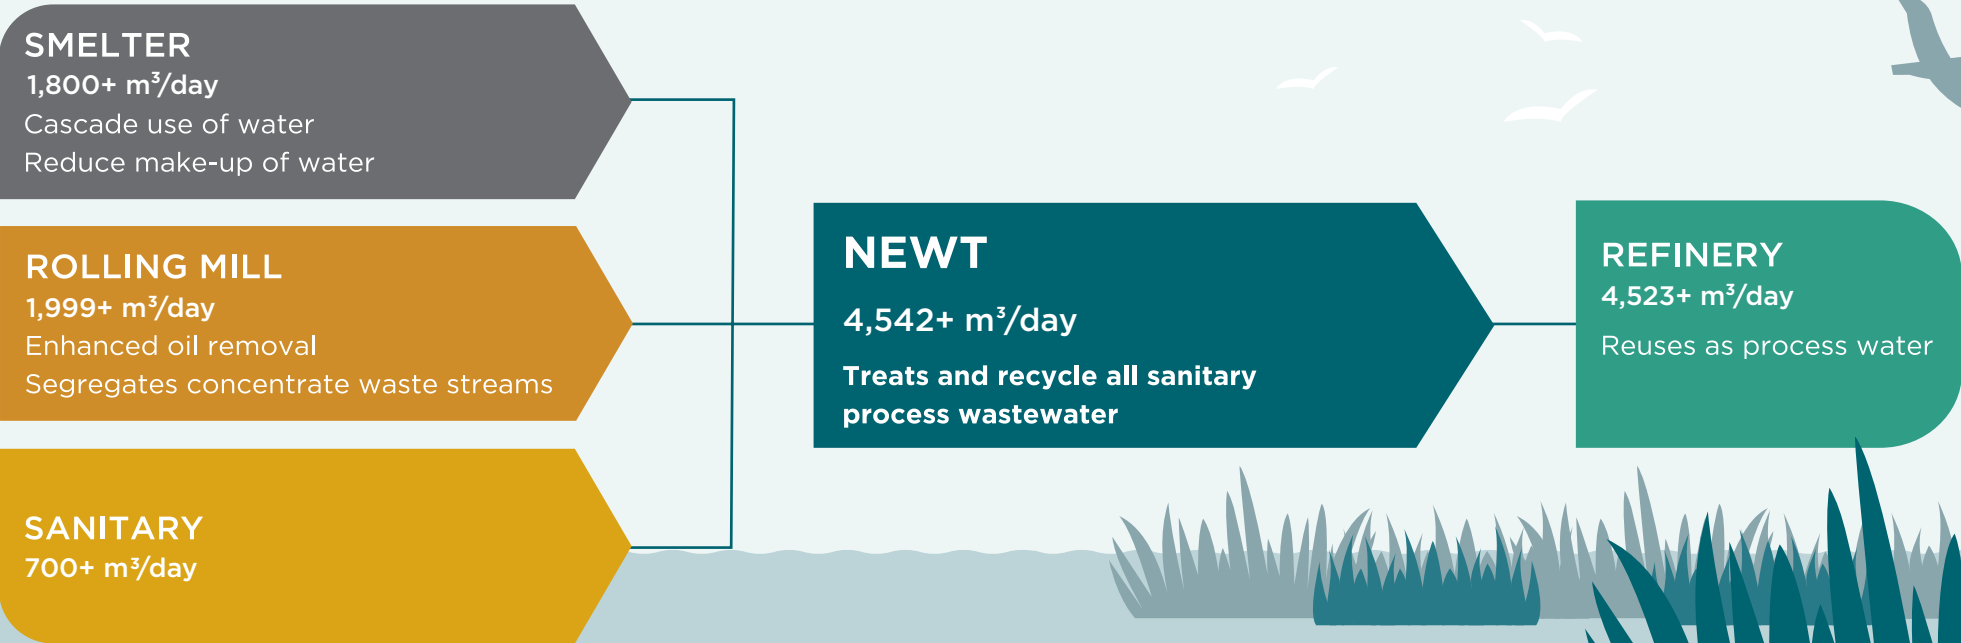 SMELTER
1,800+ m³/day
Cascade use of water
Reduce make-up of water
ROLLING MILL
1,999+ m³/day
Enhanced oil removal
Segregates concentrate waste streams
SANITARY
700+ m³/day
NEWT
4,542+ m³/day
Treats and recycle all sanitary
process wastewater
REFINERY
4,523+ m³/day
Reuses as process water